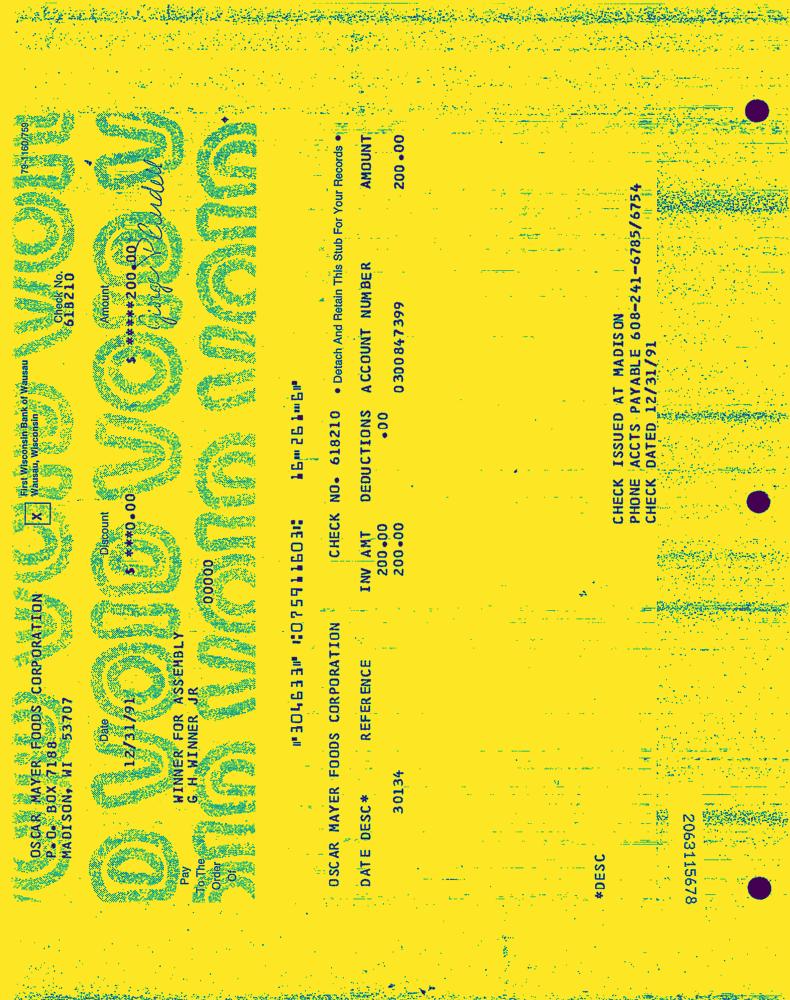 OSCAR MAYER FOODS CORPORATION
P.O. BOX 7188
MADISON, WI 53707
X
First Wisconsin Bank of Wausau
Wausau, Wisconsin
79-1160/759
Check No.
618210
Date
12/31/91
Discount
$ ***0.00
Amount
$ *****200.00
Pay
To The
Order
Of
WINNER FOR ASSEMBLY
G H WINNER JR
00000
VOID VOID VOID
⑈304633⑈ ⑆075911603⑆ 16⑉261⑉6⑈
OSCAR MAYER FOODS CORPORATION CHECK NO. 618210 • Detach And Retain This Stub For Your Records •
DATE DESC* REFERENCE INV AMT DEDUCTIONS ACCOUNT NUMBER AMOUNT
200.00 .00
30134 200.00 0300847399 200.00
*DESC
CHECK ISSUED AT MADISON
PHONE ACCTS PAYABLE 608-241-6785/6754
CHECK DATED 12/31/91
2063115678